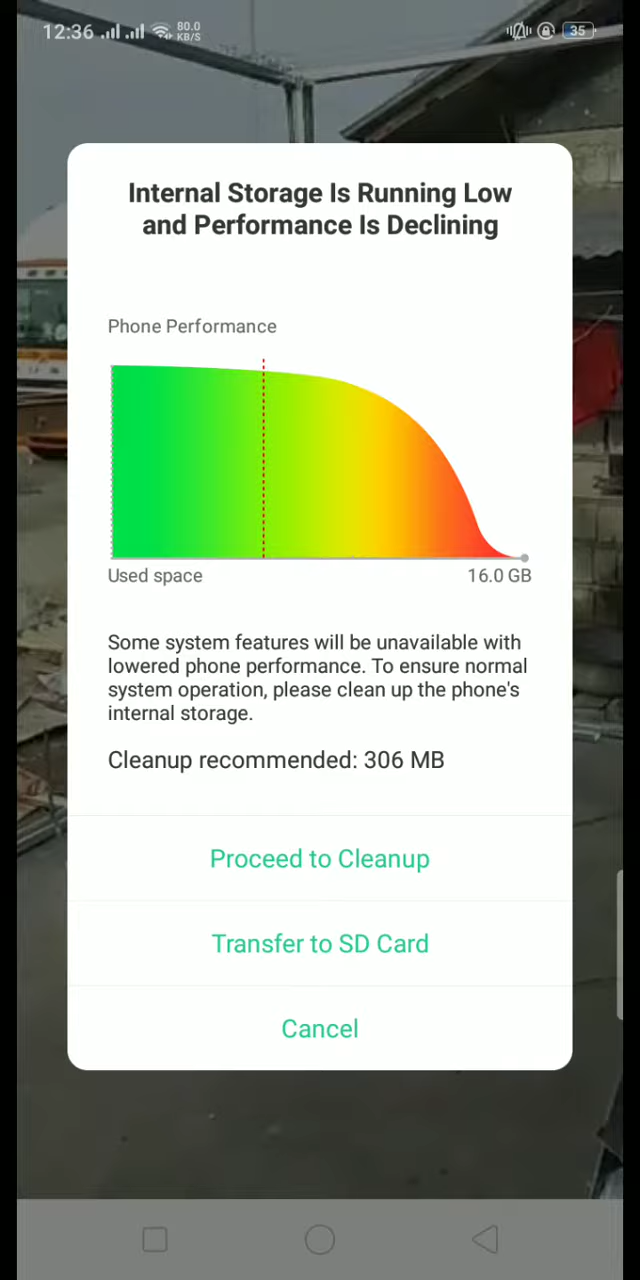 12:36 80.0 KB/S 35
Internal Storage Is Running Low
and Performance Is Declining
Phone Performance
Used space 16.0 GB
Some system features will be unavailable with
lowered phone performance. To ensure normal
system operation, please clean up the phone's
internal storage.
Cleanup recommended: 306 MB
Proceed to Cleanup
Transfer to SD Card
Cancel